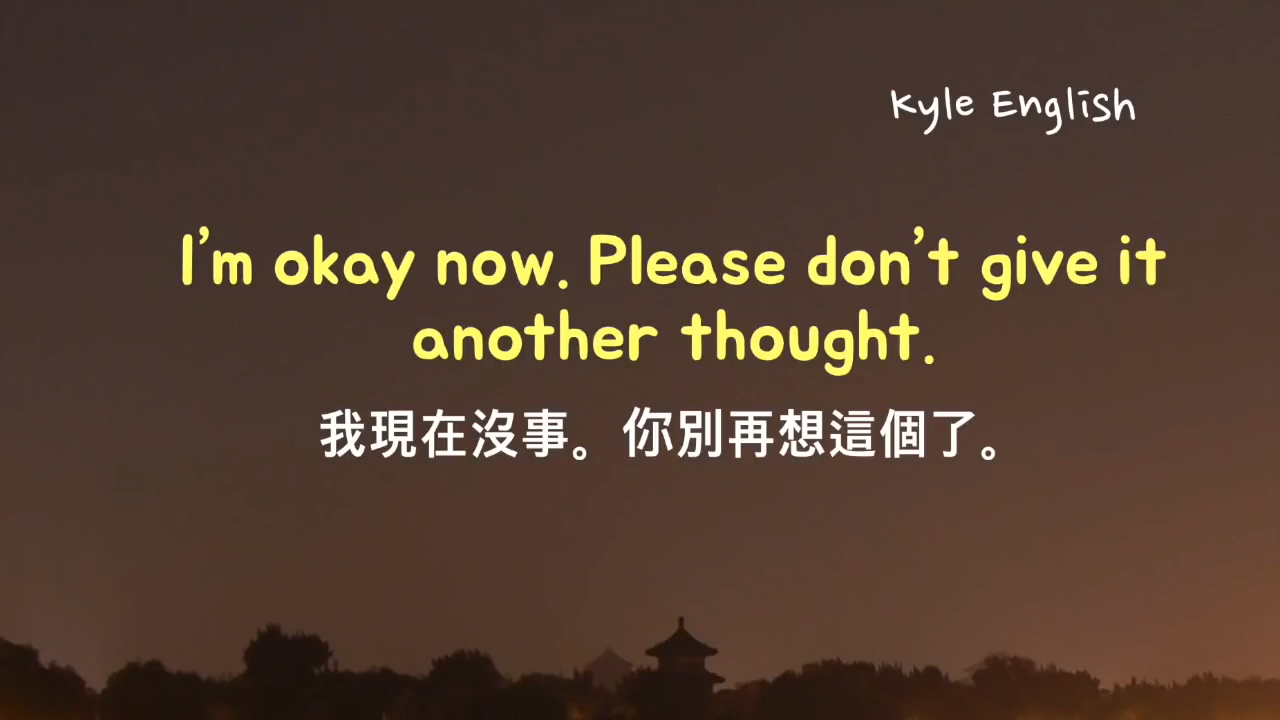 Kyle English
I'm okay now. Please don't give it
another thought.
我現在沒事。你別再想這個了。